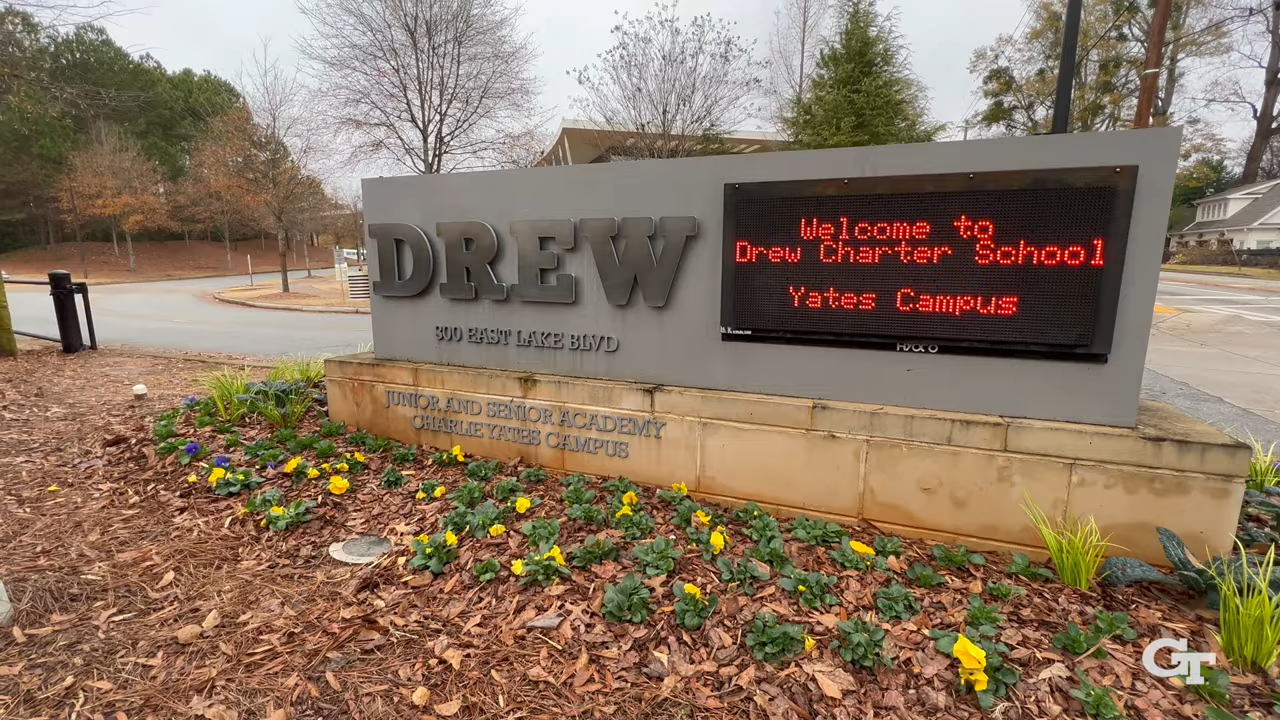 DREW
300 EAST LAKE BLVD
JUNIOR AND SENIOR ACADEMY
CHARLIE YATES CAMPUS
Welcome to
Drew Charter School
Yates Campus
GT